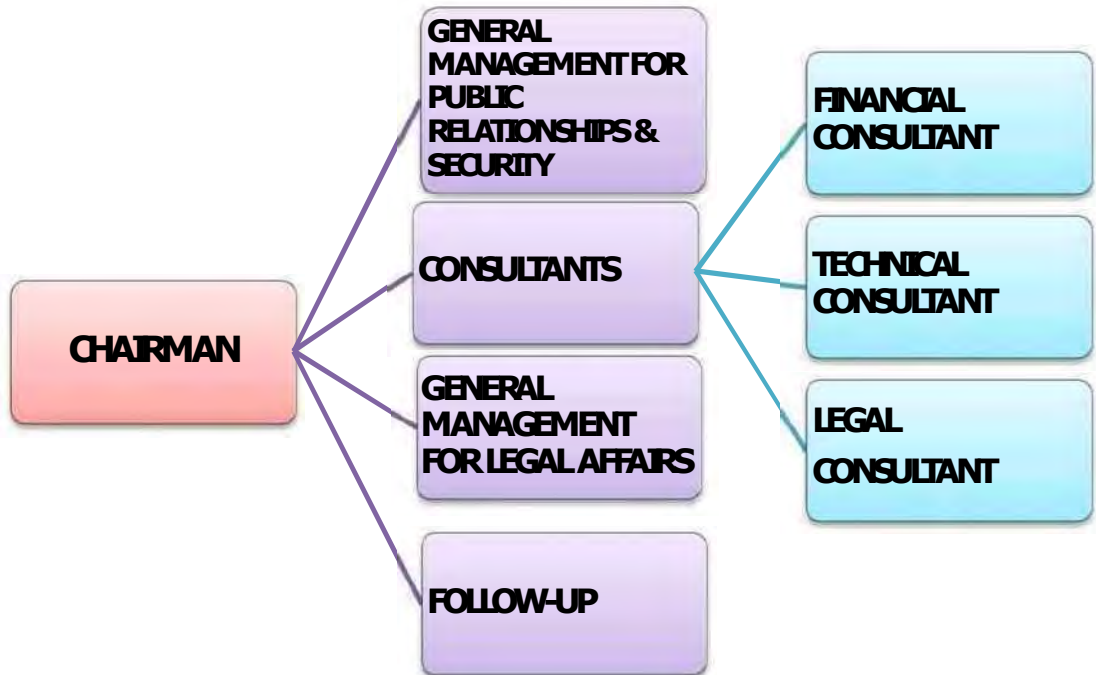 GENERAL
MANAGEMENT FOR
PUBLIC
RELATIONSHIPS &
SECURITY
FINANCIAL
CONSULTANT
CONSULTANTS
TECHNICAL
CONSULTANT
CHAIRMAN
GENERAL
MANAGEMENT
FOR LEGAL AFFAIRS
LEGAL
CONSULTANT
FOLLOW-UP